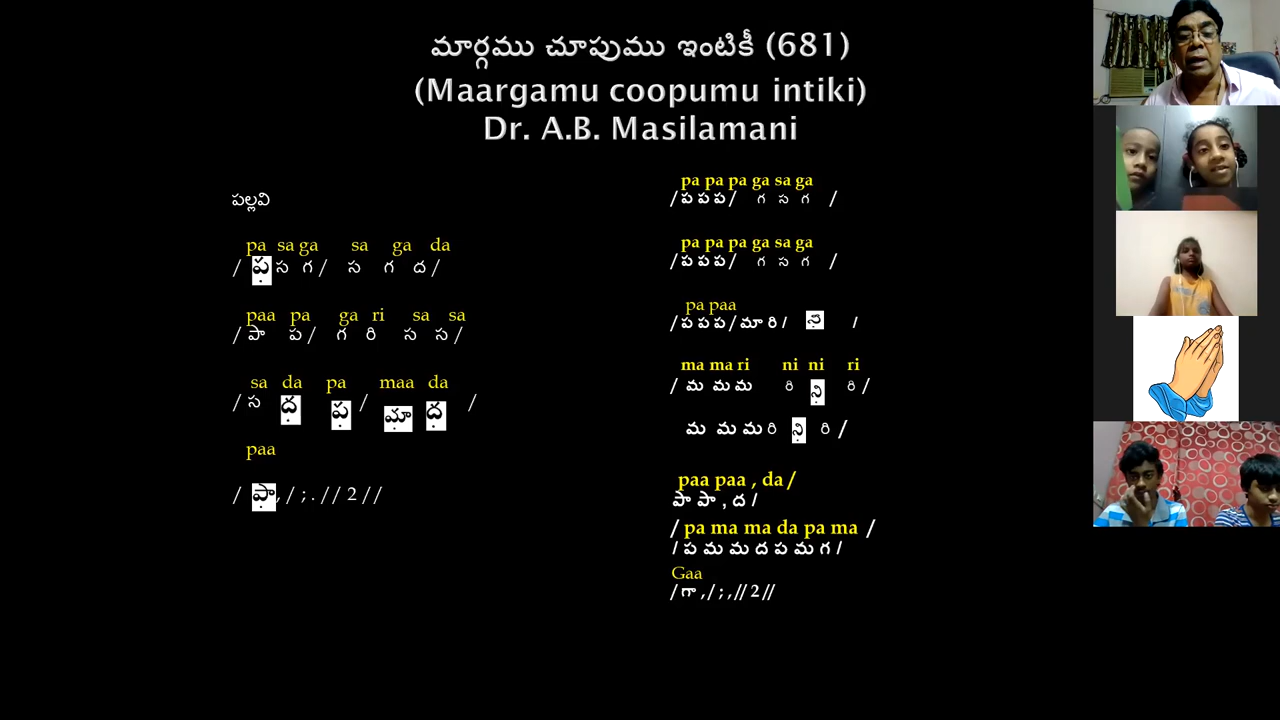 మార్గము చూపుము ఇంటికీ (681)
(Maargamu coopumu intiki)
Dr. A.B. Masilamani
పల్లవి
pa sa ga sa ga da
/ ప̣ స గ / స గ ద /
paa pa ga ri sa sa
/ పా ప / గ రి స స /
sa da pa maa da
/ స ద̣ ప̣ / మా̣ ద̣ /
paa
/ పా̣, / ; . // 2 //
pa pa pa ga sa ga
/ ప ప ప / గ స గ /
pa pa pa ga sa ga
/ ప ప ప / గ స గ /
pa paa
/ ప ప ప / మా రి / /
ma ma ri ni ni ri
/ మ మ మ రి ని̣ రి /
మ మ మ రి ని̣ రి /
paa paa , da /
పా పా , ద /
/ pa ma ma da pa ma /
/ ప మ మ ద ప మ గ /
Gaa
/ గా , / ; , // 2 //